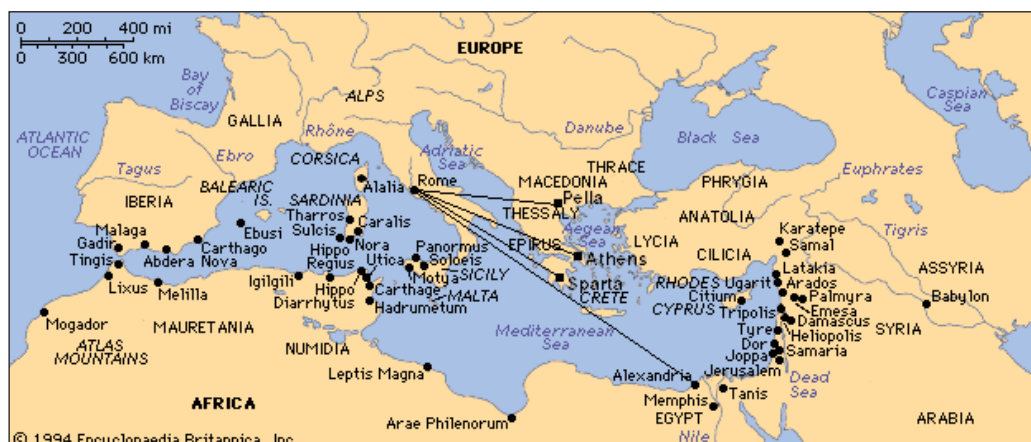 0 200 400 mi
0 300 600 km
EUROPE
Bay
of
Biscay
ALPS
Caspian
Sea
GALLIA
ATLANTIC
OCEAN
Rhône
Danube
Black Sea
Adriatic
Sea
Ebro
Tagus
CORSICA
THRACE
Euphrates
Alalia
Rome
MACEDONIA
PHRYGIA
BALEARIC
IS.
SARDINIA
Pella
IBERIA
THESSALY
ANATOLIA
Tharros
Caralis
Ebusi
Sulcis
Karatepe
Malaga
Aegean
Sea
LYCIA
Tigris
Gadir
Carthago
Nova
Hippo
Regius
Nora
Panormus
EPIRUS
Samal
Tingis
Abdera
Utica
Soloeis
Athens
CILICIA
ASSYRIA
Lixus
Melilla
Igilgili
Motya
SICILY
Sparta
RHODES
Ugarit
Latakia
Hippo
Diarrhytus
Carthage
MALTA
CRETE
Citium
Arados
Palmyra
Babylon
Hadrumetum
CYPRUS
Emesa
Mogador
MAURETANIA
Tripolis
Damascus
SYRIA
Mediterranean
Sea
Tyre
Heliopolis
ATLAS
MOUNTAINS
NUMIDIA
Dor
Samaria
Joppa
Jerusalem
Leptis Magna
Alexandria
Dead
Sea
Memphis
Tanis
AFRICA
EGYPT
Arae Philenorum
ARABIA
Nile
© 1994 Encyclopaedia Britannica, Inc.